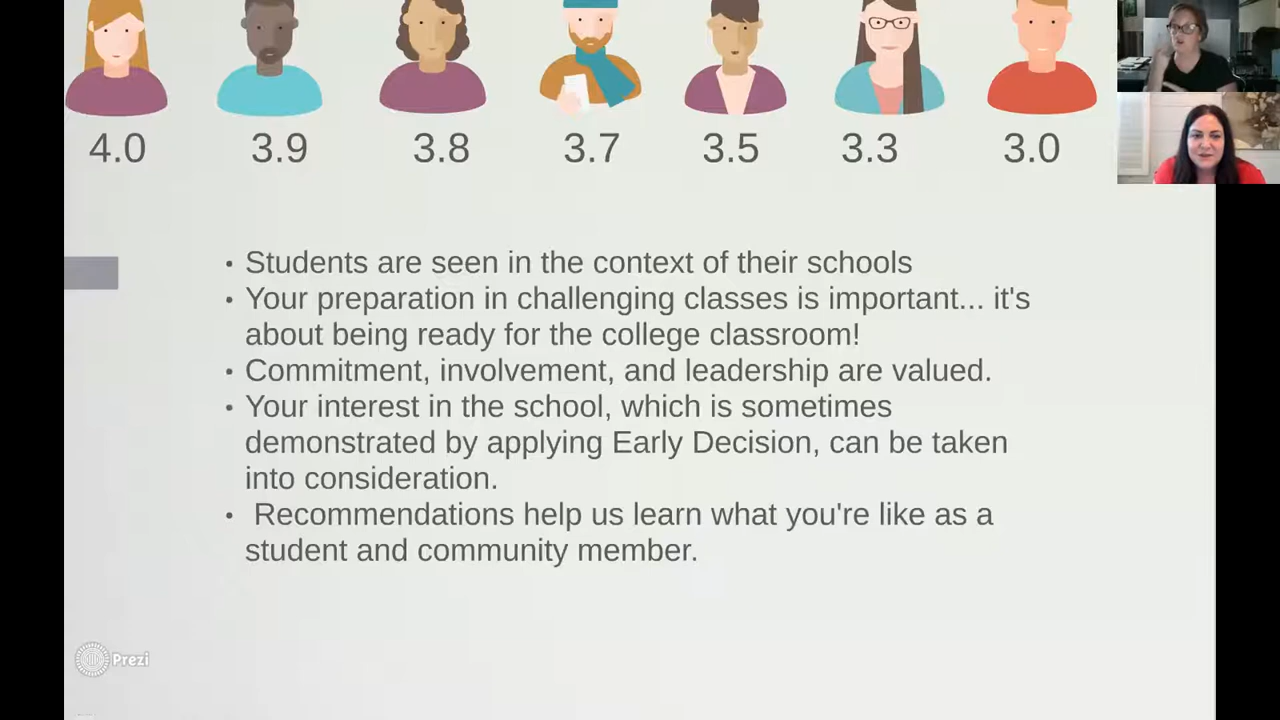 4.0 3.9 3.8 3.7 3.5 3.3 3.0
• Students are seen in the context of their schools
• Your preparation in challenging classes is important... it's
about being ready for the college classroom!
• Commitment, involvement, and leadership are valued.
• Your interest in the school, which is sometimes
demonstrated by applying Early Decision, can be taken
into consideration.
• Recommendations help us learn what you're like as a
student and community member.
Prezi